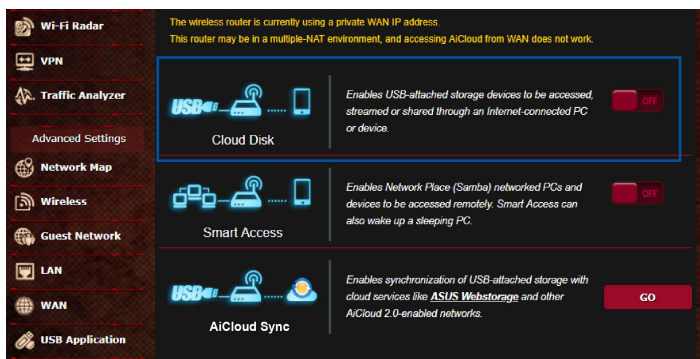 The wireless router is currently using a private WAN IP address.
This router may be in a multiple-NAT environment, and accessing AiCloud from WAN does not work.
Wi-Fi Radar
VPN
Traffic Analyzer
Advanced Settings
Network Map
Wireless
Guest Network
LAN
WAN
USB Application
USB
Cloud Disk
Enables USB-attached storage devices to be accessed,
streamed or shared through an Internet-connected PC
or device.
OFF
Smart Access
Enables Network Place (Samba) networked PCs and
devices to be accessed remotely. Smart Access can
also wake up a sleeping PC.
OFF
USB
AiCloud Sync
Enables synchronization of USB-attached storage with
cloud services like ASUS Webstorage and other
AiCloud 2.0-enabled networks.
GO